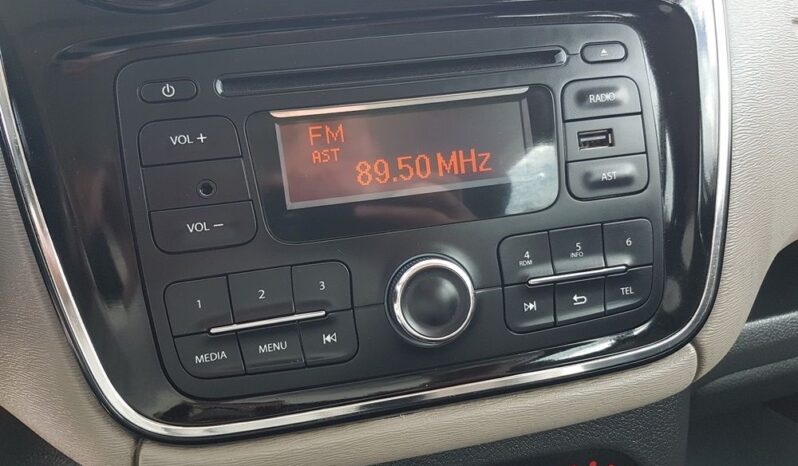 VOL +
VOL −
FM
AST
89.50 MHz
RADIO
AST
1
2
3
4
RDM
5
INFO
6
MEDIA
MENU
TEL